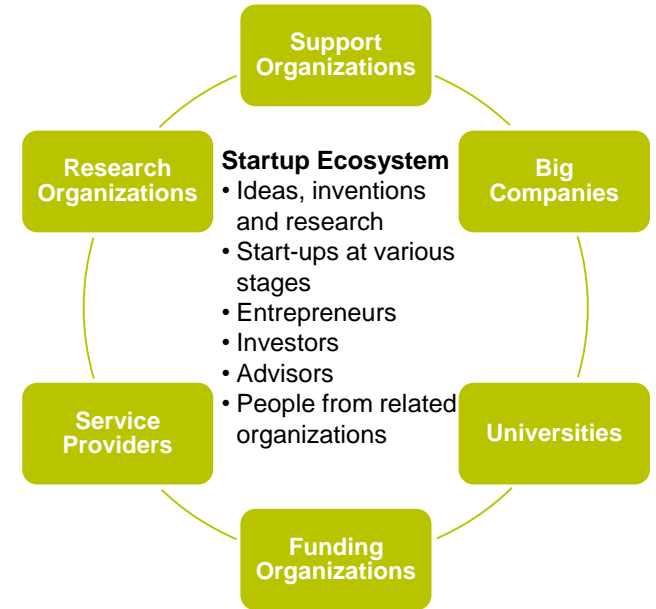 Support
Organizations
Research
Organizations
Big
Companies
Startup Ecosystem
• Ideas, inventions
and research
• Start-ups at various
stages
• Entrepreneurs
• Investors
• Advisors
• People from related
organizations
Service
Providers
Universities
Funding
Organizations